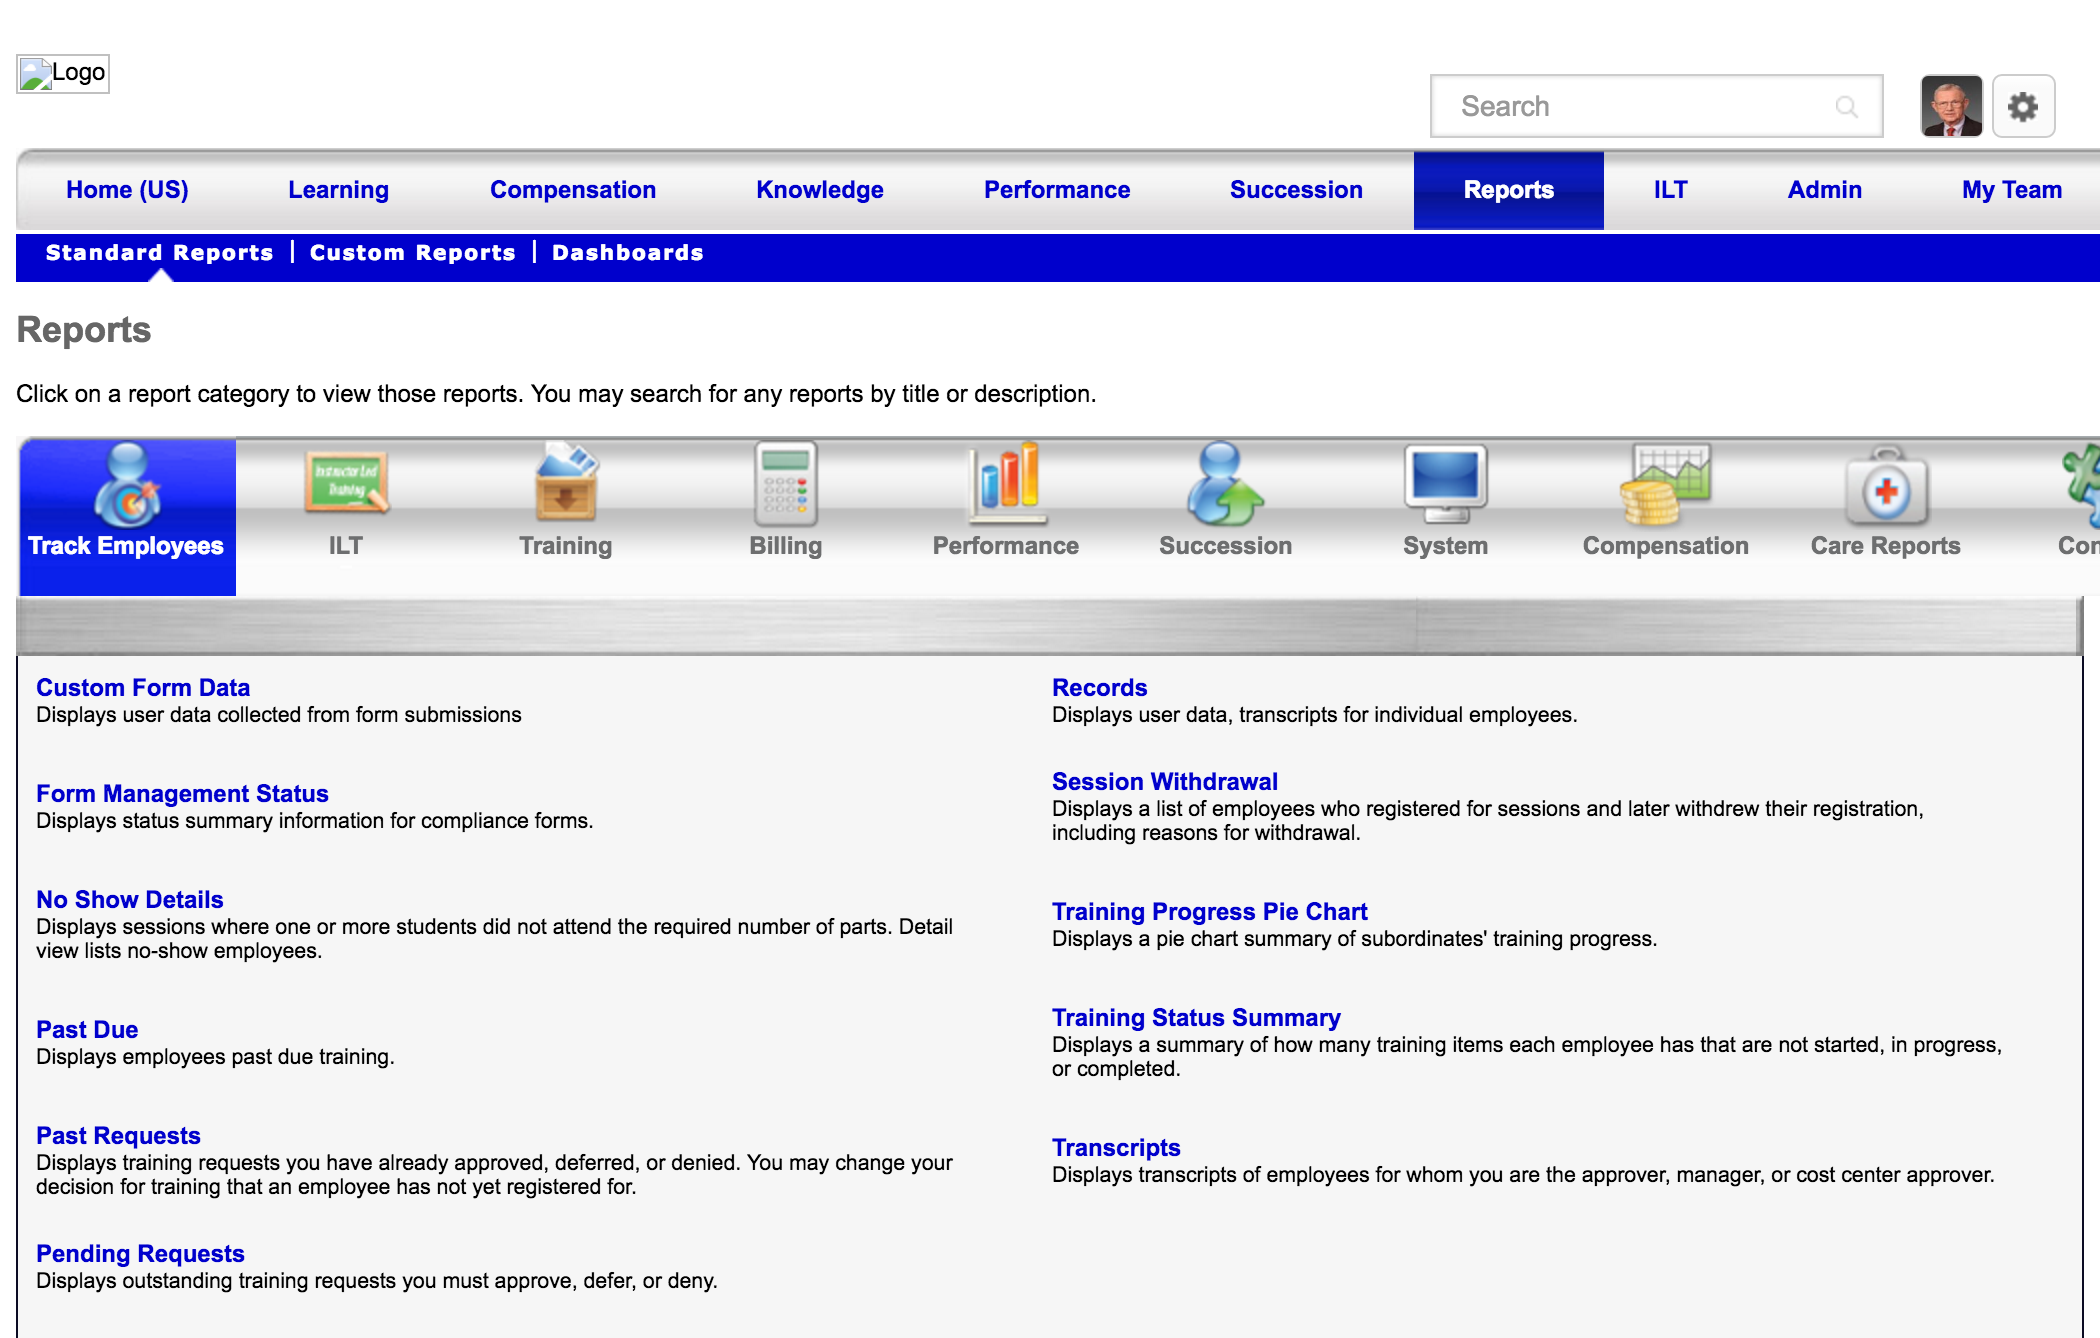 Logo
Search
Home (US) Learning Compensation Knowledge Performance Succession Reports ILT Admin My Team
Standard Reports | Custom Reports | Dashboards
Reports
Click on a report category to view those reports. You may search for any reports by title or description.
Instructor Led
Training
Track Employees ILT Training Billing Performance Succession System Compensation Care Reports Con
Custom Form Data
Displays user data collected from form submissions
Form Management Status
Displays status summary information for compliance forms.
No Show Details
Displays sessions where one or more students did not attend the required number of parts. Detail
view lists no-show employees.
Past Due
Displays employees past due training.
Past Requests
Displays training requests you have already approved, deferred, or denied. You may change your
decision for training that an employee has not yet registered for.
Pending Requests
Displays outstanding training requests you must approve, defer, or deny.
Records
Displays user data, transcripts for individual employees.
Session Withdrawal
Displays a list of employees who registered for sessions and later withdrew their registration,
including reasons for withdrawal.
Training Progress Pie Chart
Displays a pie chart summary of subordinates' training progress.
Training Status Summary
Displays a summary of how many training items each employee has that are not started, in progress,
or completed.
Transcripts
Displays transcripts of employees for whom you are the approver, manager, or cost center approver.